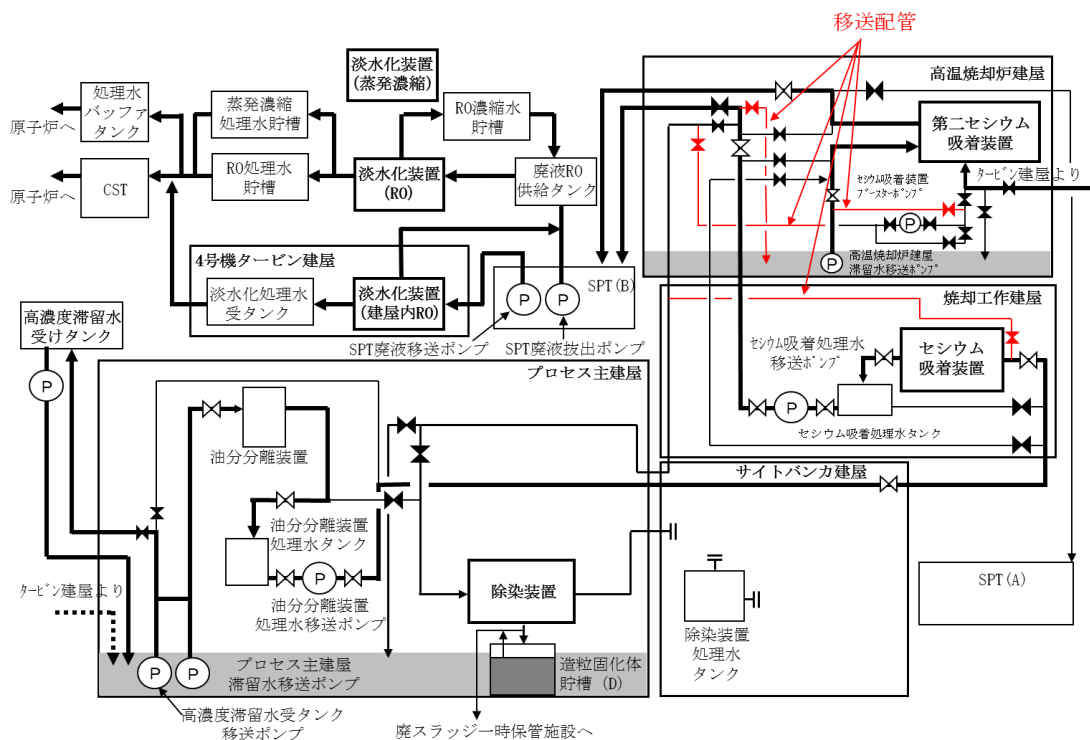 移送配管
高温焼却炉建屋
淡水化装置
(蒸発濃縮)
処理水
バッファ
タンク
原子炉へ
蒸発濃縮
処理水貯槽
RO濃縮水
貯槽
第二セシウム
吸着装置
CST
原子炉へ
RO処理水
貯槽
淡水化装置
(RO)
廃液RO
供給タンク
ｾｼｳﾑ吸着装置
ﾌﾞｰｽﾀｰﾎﾟﾝﾌﾟ
ﾀｰﾋﾞﾝ建屋より
P
4号機タービン建屋
淡水化処理水
受タンク
淡水化装置
(建屋内RO)
P
P
SPT(B)
P
高温焼却炉建屋
滞留水移送ﾎﾟﾝﾌﾟ
SPT廃液移送ポンプ
SPT廃液抜出ポンプ
焼却工作建屋
高濃度滞留水
受けタンク
P
ｾｼｳﾑ吸着処理水
移送ﾎﾟﾝﾌﾟ
セシウム
吸着装置
P
ｾｼｳﾑ吸着処理水タンク
プロセス主建屋
油分分離装置
サイトバンカ建屋
油分分離装置
処理水タンク
P
油分分離装置
処理水移送ポンプ
除染装置
ﾀｰﾋﾞﾝ建屋より
除染装置
処理水
タンク
SPT(A)
P
P
プロセス主建屋
滞留水移送ポンプ
造粒固化体
貯槽(D)
高濃度滞留水受タンク
移送ポンプ
廃スラッジ一時保管施設へ